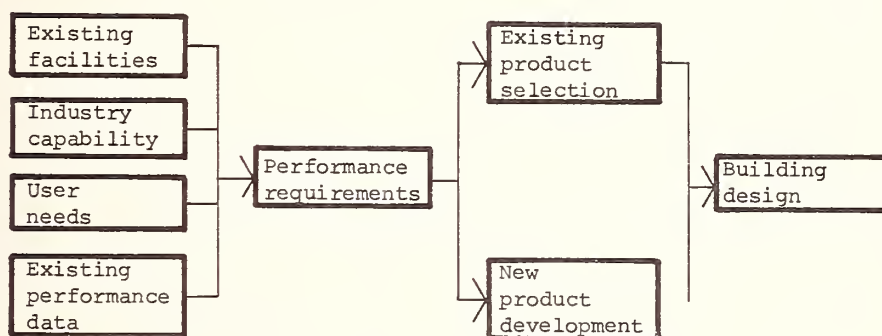 Existing
facilities
Industry
capability
User
needs
Existing
performance
data
Performance
requirements
Existing
product
selection
New
product
development
Building
design